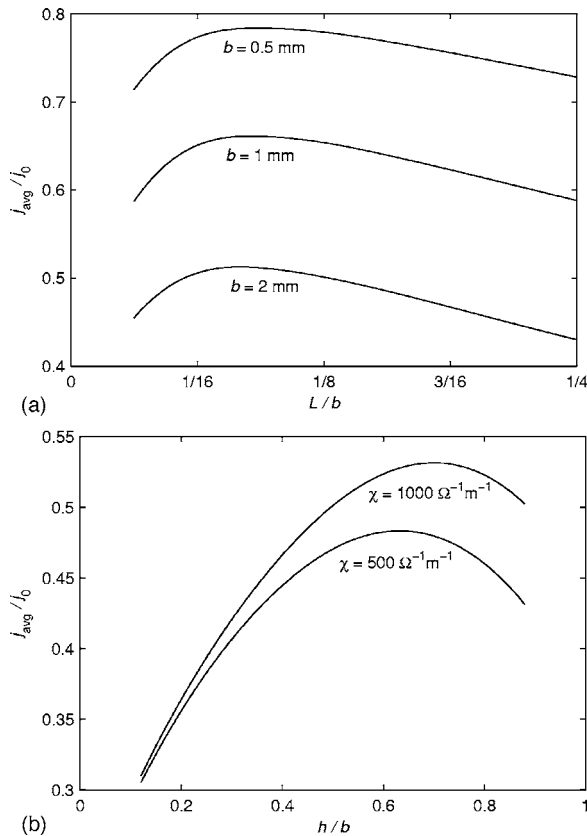 0.8
b = 0.5 mm
0.7
j_avg / j_0
b = 1 mm
0.6
0.5
b = 2 mm
0.4
0 1/16 1/8 3/16 1/4
(a) L / b
0.55
χ = 1000 Ω⁻¹m⁻¹
0.5
χ = 500 Ω⁻¹m⁻¹
0.45
j_avg / j_0
0.4
0.35
0.3
0 0.2 0.4 0.6 0.8 1
(b) h / b